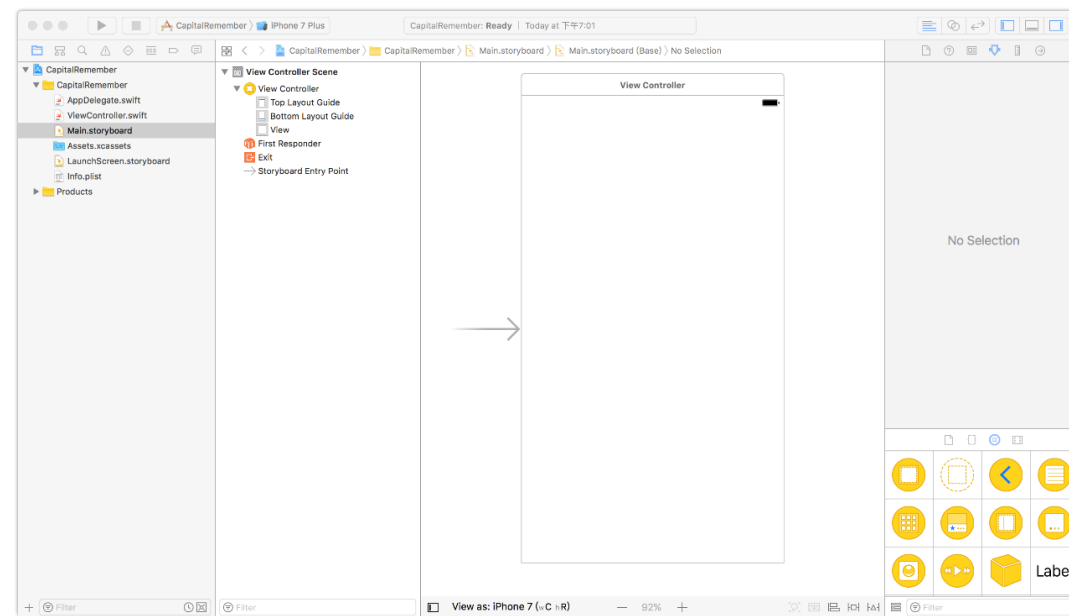 CapitalRemember
iPhone 7 Plus
CapitalRemember: Ready | Today at 下午7:01
CapitalRemember
CapitalRemember
Main.storyboard
Main.storyboard (Base)
No Selection
CapitalRemember
CapitalRemember
AppDelegate.swift
ViewController.swift
Main.storyboard
Assets.xcassets
LaunchScreen.storyboard
Info.plist
Products
View Controller Scene
View Controller
Top Layout Guide
Bottom Layout Guide
View
First Responder
Exit
Storyboard Entry Point
View Controller
No Selection
Labe
Filter
Filter
View as: iPhone 7 (wC hR)
92%
Filter